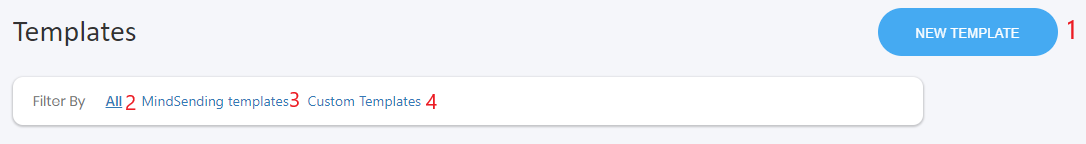 Templates NEW TEMPLATE 1
Filter By All 2 MindSending templates 3 Custom Templates 4